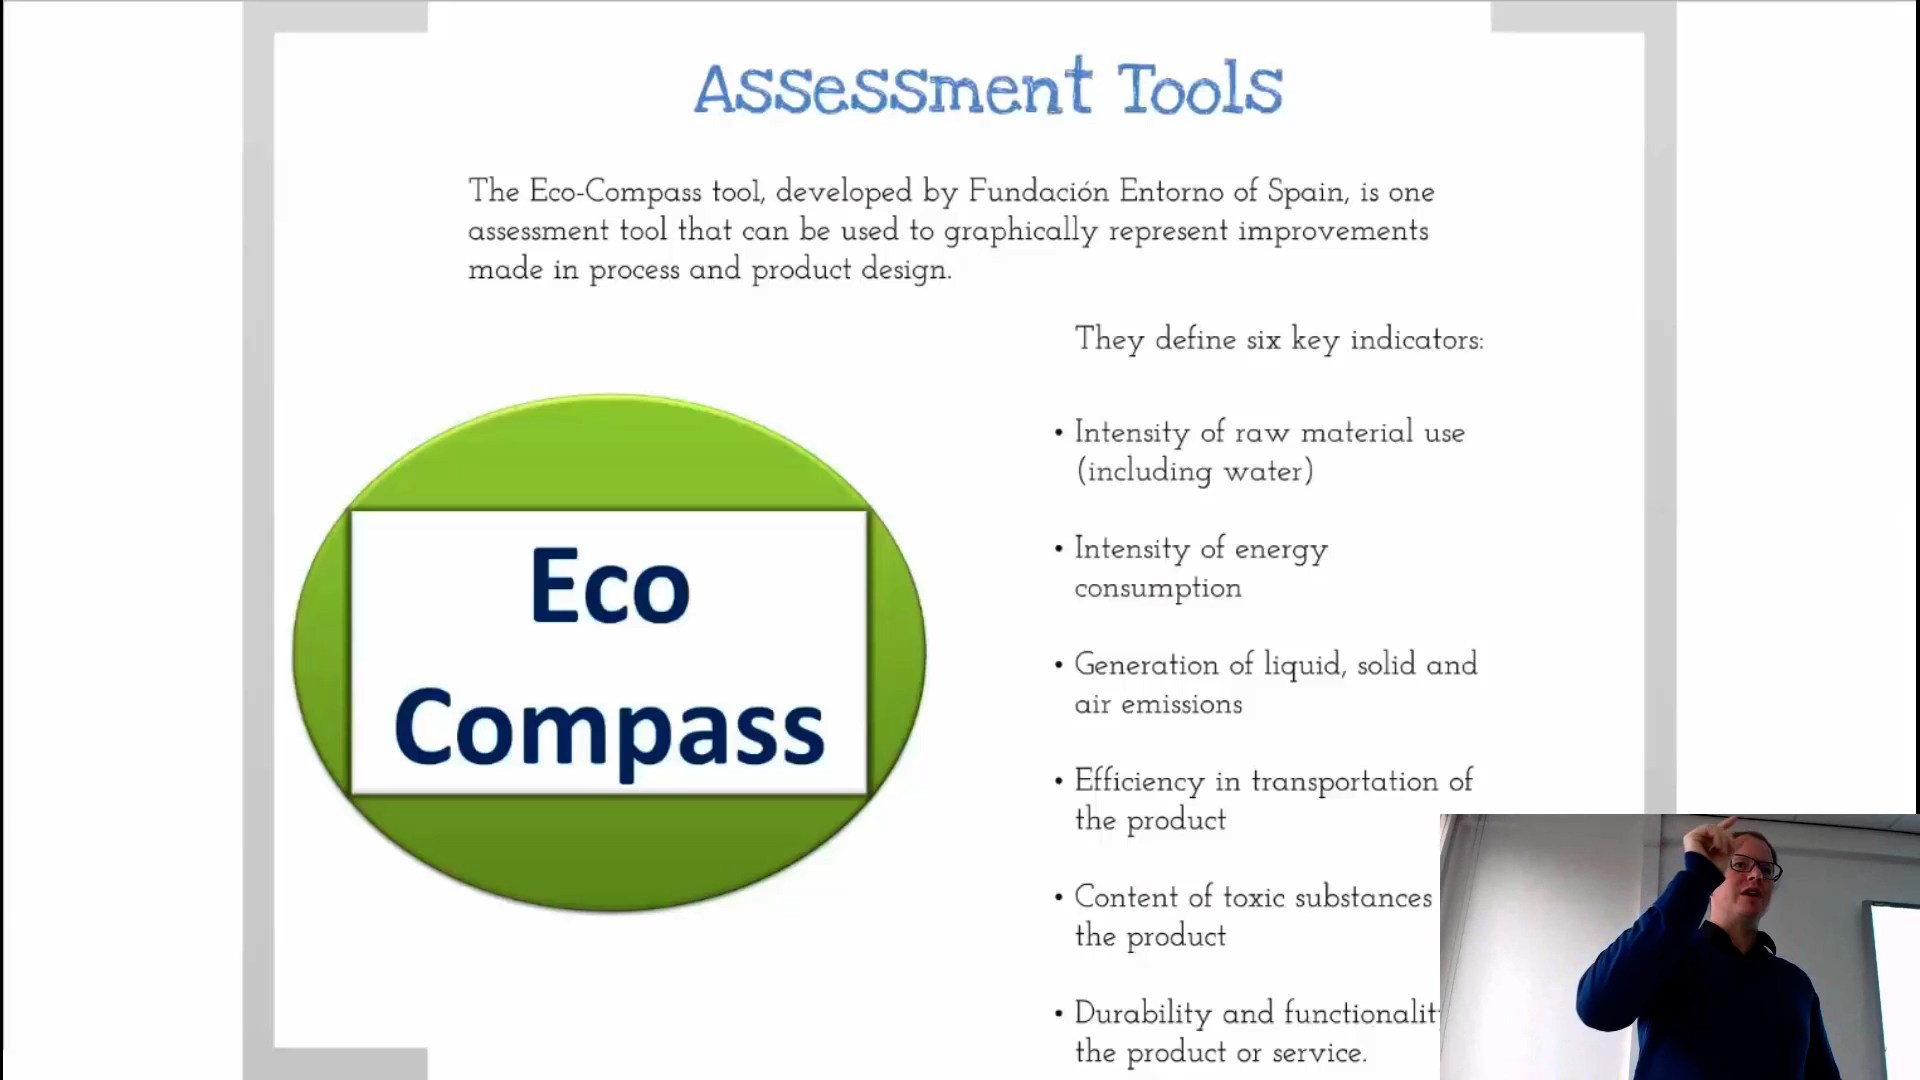 Assessment Tools
The Eco-Compass tool, developed by Fundación Entorno of Spain, is one
assessment tool that can be used to graphically represent improvements
made in process and product design.
They define six key indicators:
• Intensity of raw material use
(including water)
• Intensity of energy
consumption
• Generation of liquid, solid and
air emissions
• Efficiency in transportation of
the product
• Content of toxic substances
the product
• Durability and functionalit
the product or service.
Eco
Compass